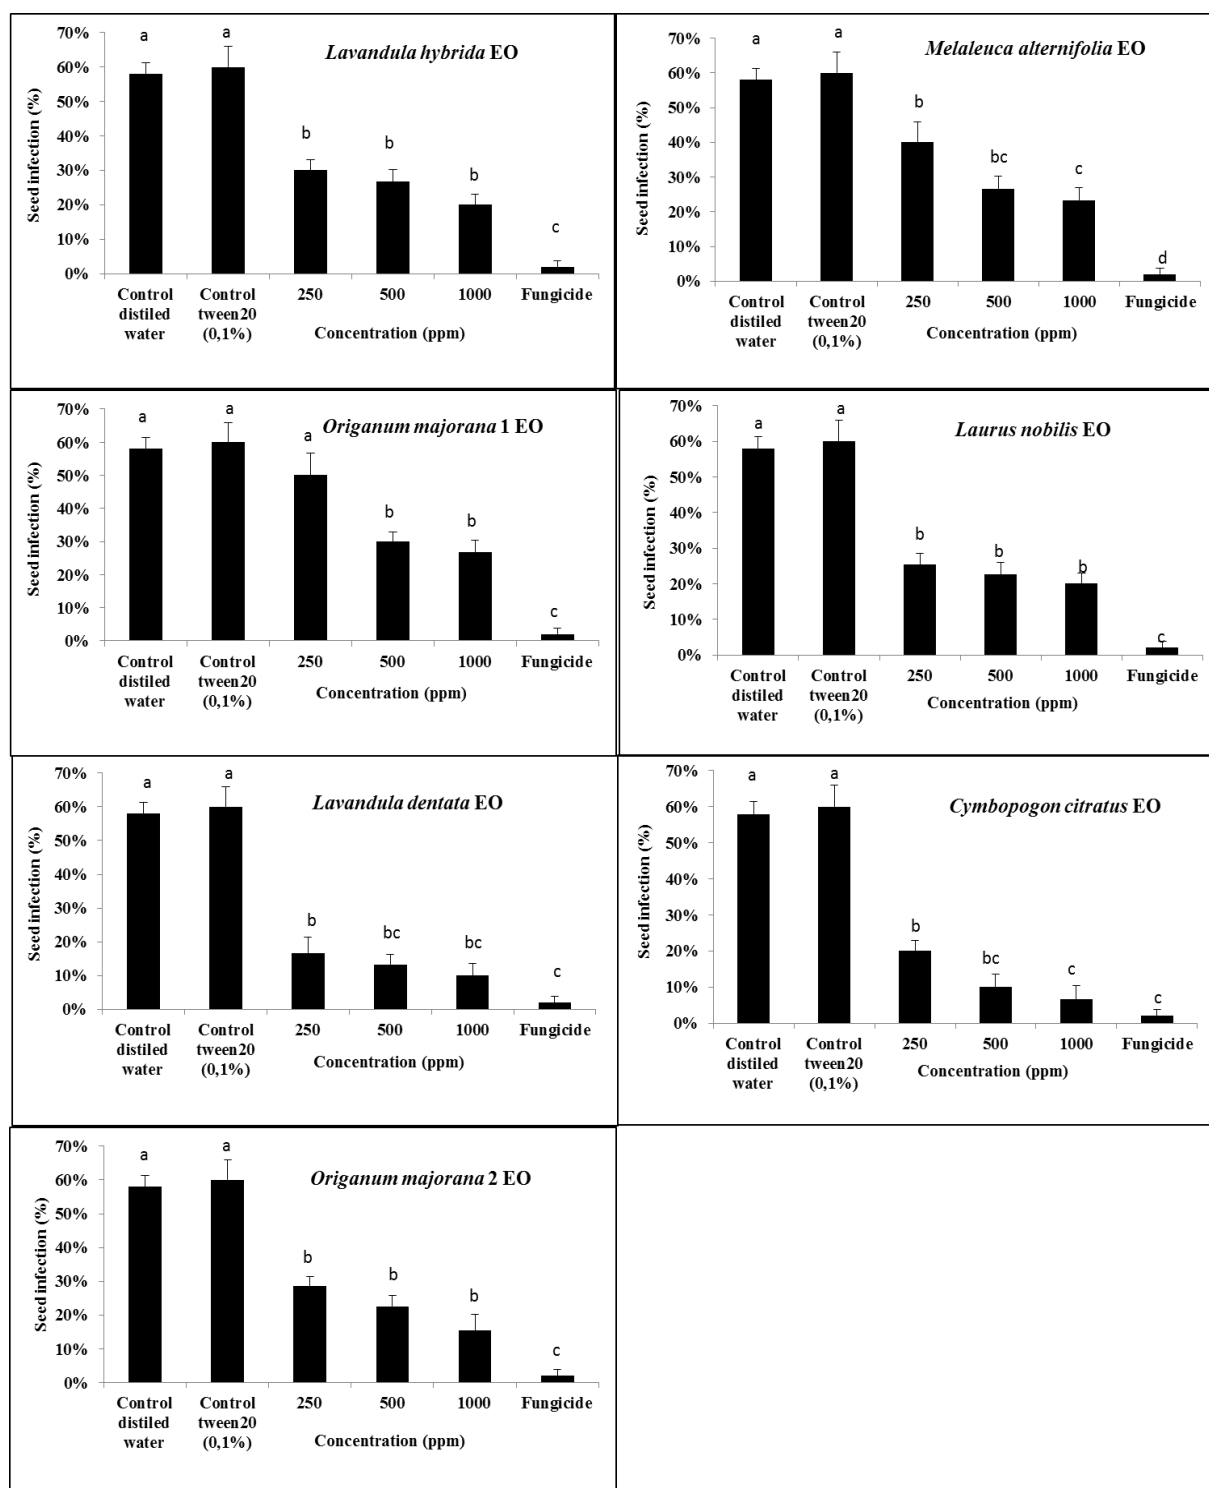 Lavandula hybrida EO
Seed infection (%)
70%
60%
50%
40%
30%
20%
10%
0%
a
a
b
b
b
c
Control distiled water
Control tween20 (0,1%)
250
500
1000
Fungicide
Concentration (ppm)
Melaleuca alternifolia EO
Seed infection (%)
70%
60%
50%
40%
30%
20%
10%
0%
a
a
b
bc
c
d
Control distiled water
Control tween20 (0,1%)
250
500
1000
Fungicide
Concentration (ppm)
Origanum majorana 1 EO
Seed infection (%)
70%
60%
50%
40%
30%
20%
10%
0%
a
a
a
b
b
c
Control distiled water
Control tween20 (0,1%)
250
500
1000
Fungicide
Concentration (ppm)
Laurus nobilis EO
Seed infection (%)
70%
60%
50%
40%
30%
20%
10%
0%
a
a
b
b
b
c
Control distiled water
Control tween20 (0,1%)
250
500
1000
Fungicide
Concentration (ppm)
Lavandula dentata EO
Seed infection (%)
70%
60%
50%
40%
30%
20%
10%
0%
a
a
b
bc
bc
c
Control distiled water
Control tween20 (0,1%)
250
500
1000
Fungicide
Concentration (ppm)
Cymbopogon citratus EO
Seed infection (%)
70%
60%
50%
40%
30%
20%
10%
0%
a
a
b
bc
c
c
Control distiled water
Control tween20 (0,1%)
250
500
1000
Fungicide
Concentration (ppm)
Origanum majorana 2 EO
Seed infection (%)
70%
60%
50%
40%
30%
20%
10%
0%
a
a
b
b
b
c
Control distiled water
Control tween20 (0,1%)
250
500
1000
Fungicide
Concentration (ppm)